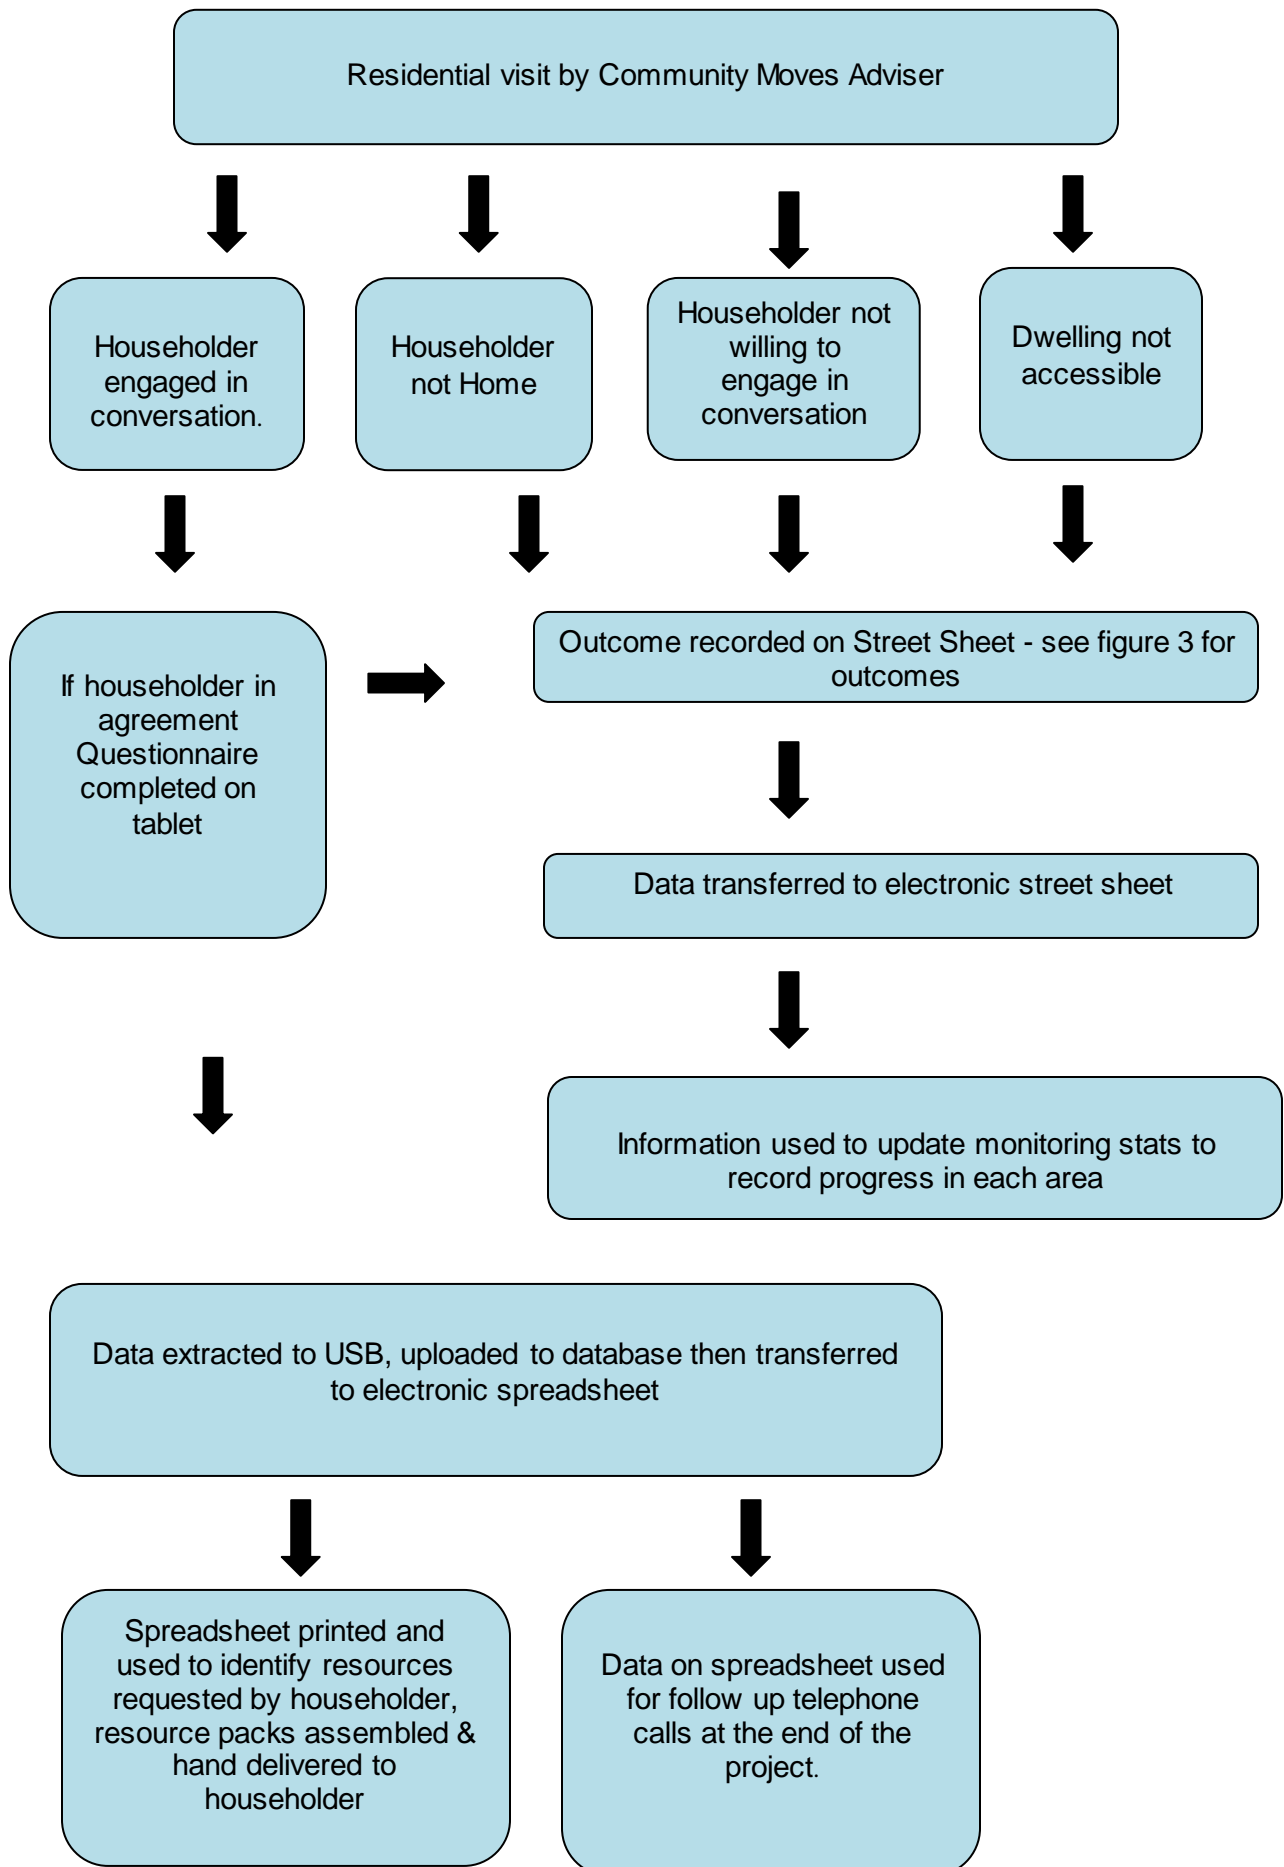 Residential visit by Community Moves Adviser
Householder
engaged in
conversation.
Householder
not Home
Householder not
willing to
engage in
conversation
Dwelling not
accessible
If householder in
agreement
Questionnaire
completed on
tablet
Outcome recorded on Street Sheet - see figure 3 for
outcomes
Data transferred to electronic street sheet
Information used to update monitoring stats to
record progress in each area
Data extracted to USB, uploaded to database then transferred
to electronic spreadsheet
Spreadsheet printed and
used to identify resources
requested by householder,
resource packs assembled &
hand delivered to
householder
Data on spreadsheet used
for follow up telephone
calls at the end of the
project.